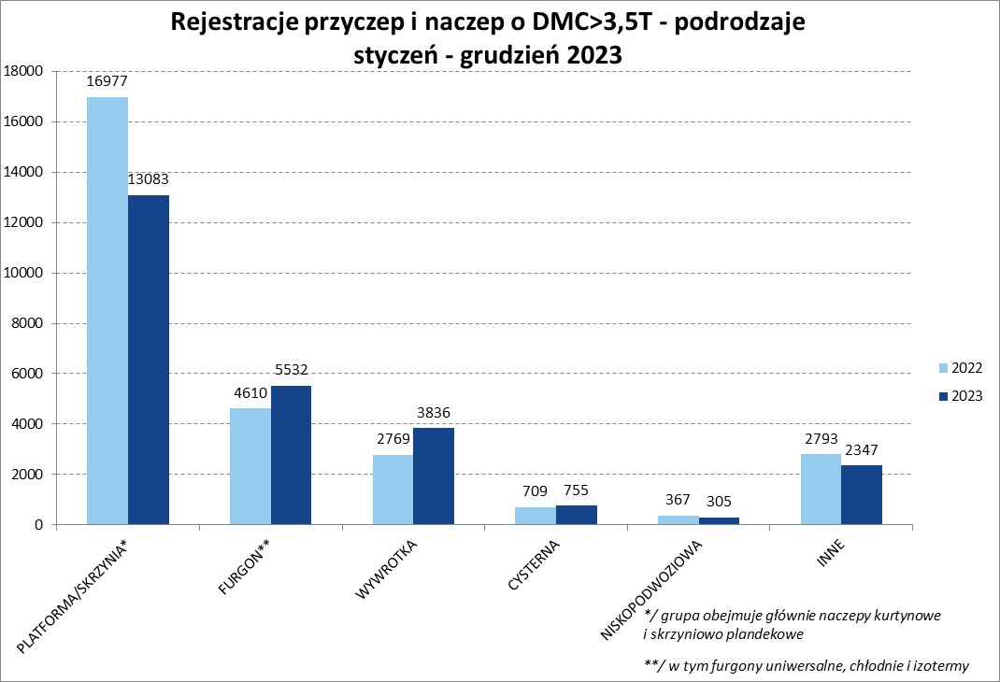 Rejestracje przyczep i naczep o DMC>3,5T - podrodzaje
styczeń - grudzień 2023
18000
16000
14000
12000
10000
8000
6000
4000
2000
0
16977
13083
4610
5532
2769
3836
709
755
367
305
2793
2347
PLATFORMA/SKRZYNIA*
FURGON**
WYWROTKA
CYSTERNA
NISKOPODWOZIOWA
INNE
2022
2023
*/ grupa obejmuje głównie naczepy kurtynowe
i skrzyniowo plandekowe
**/ w tym furgony uniwersalne, chłodnie i izotermy